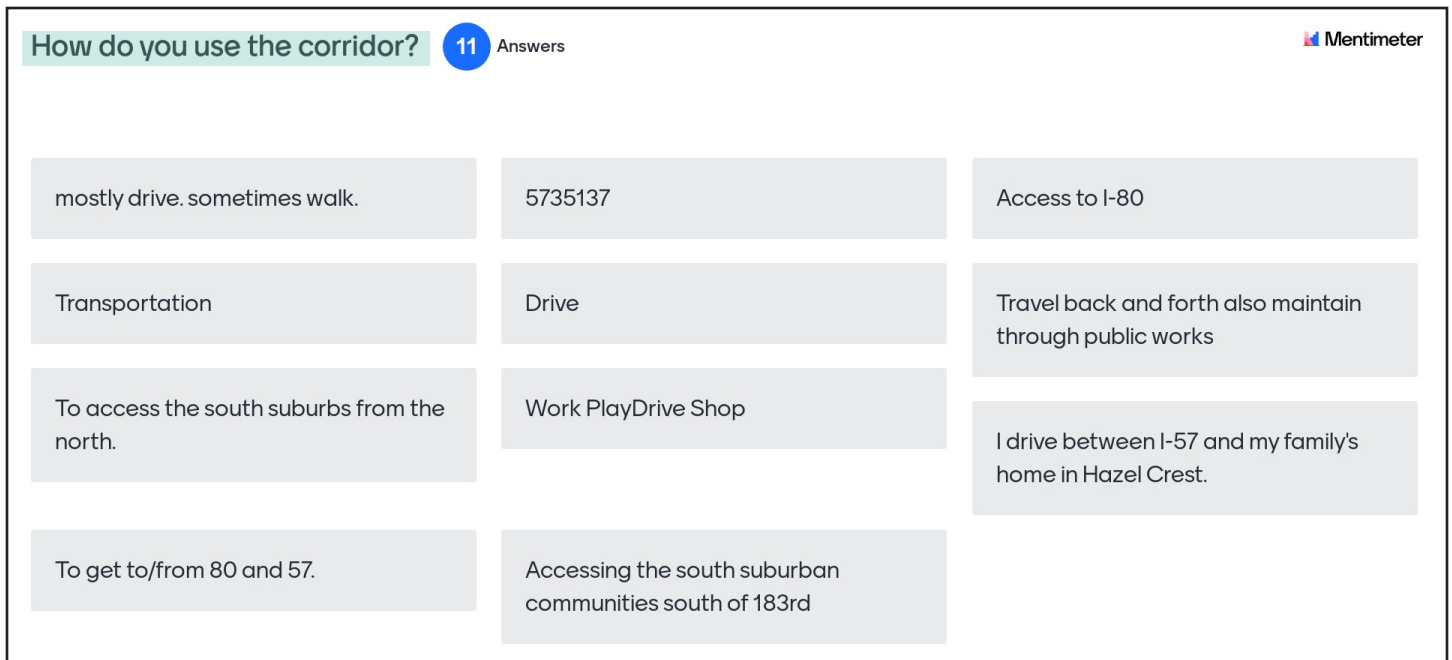 How do you use the corridor?
11 Answers
Mentimeter
mostly drive. sometimes walk.
5735137
Access to I-80
Transportation
Drive
Travel back and forth also maintain
through public works
To access the south suburbs from the
north.
Work PlayDrive Shop
I drive between I-57 and my family's
home in Hazel Crest.
To get to/from 80 and 57.
Accessing the south suburban
communities south of 183rd